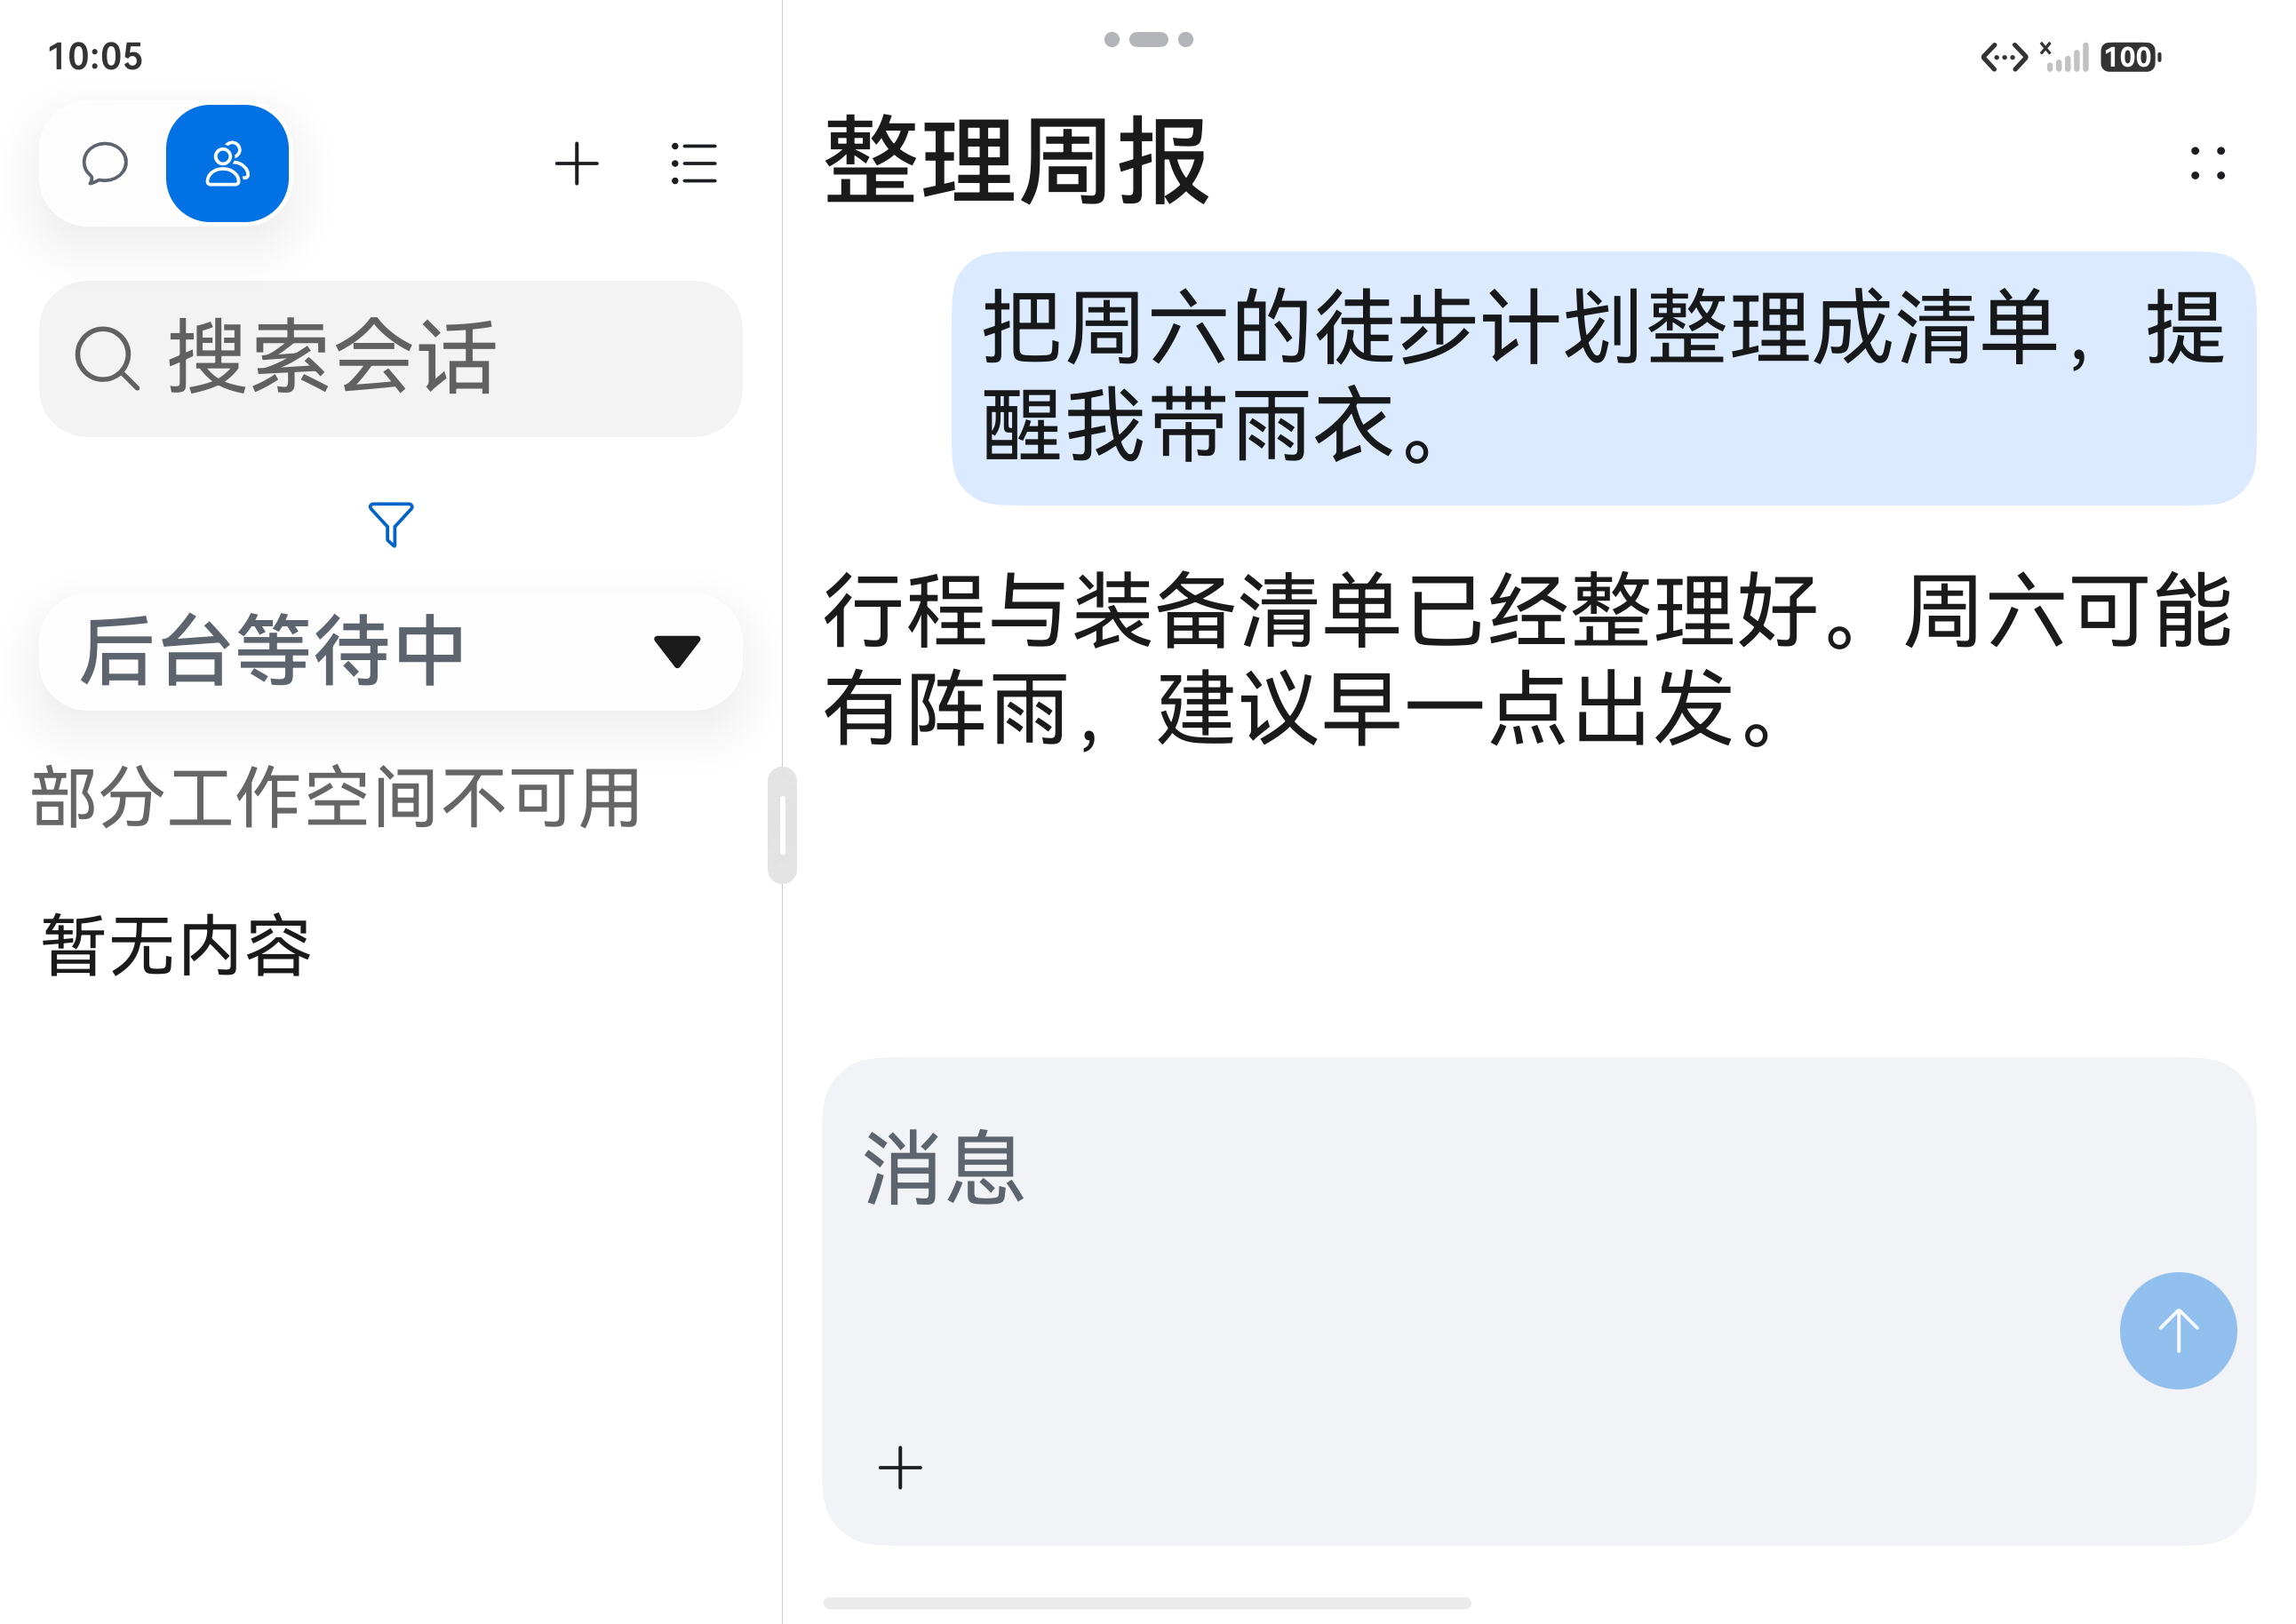 10:05
100
搜索会话
后台等待中
部分工作空间不可用
暂无内容
整理周报
把周六的徒步计划整理成清单，提
醒我带雨衣。
行程与装备清单已经整理好。周六可能
有阵雨，建议早一点出发。
消息